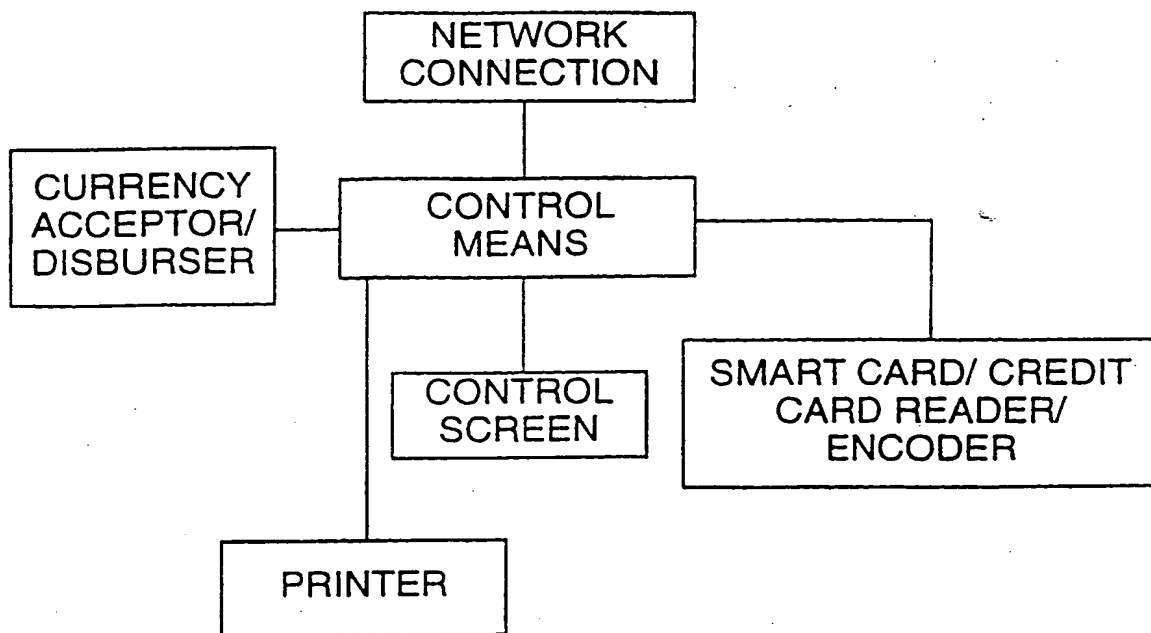 NETWORK
CONNECTION
CURRENCY
ACCEPTOR/
DISBURSER
CONTROL
MEANS
CONTROL
SCREEN
SMART CARD/ CREDIT
CARD READER/
ENCODER
PRINTER